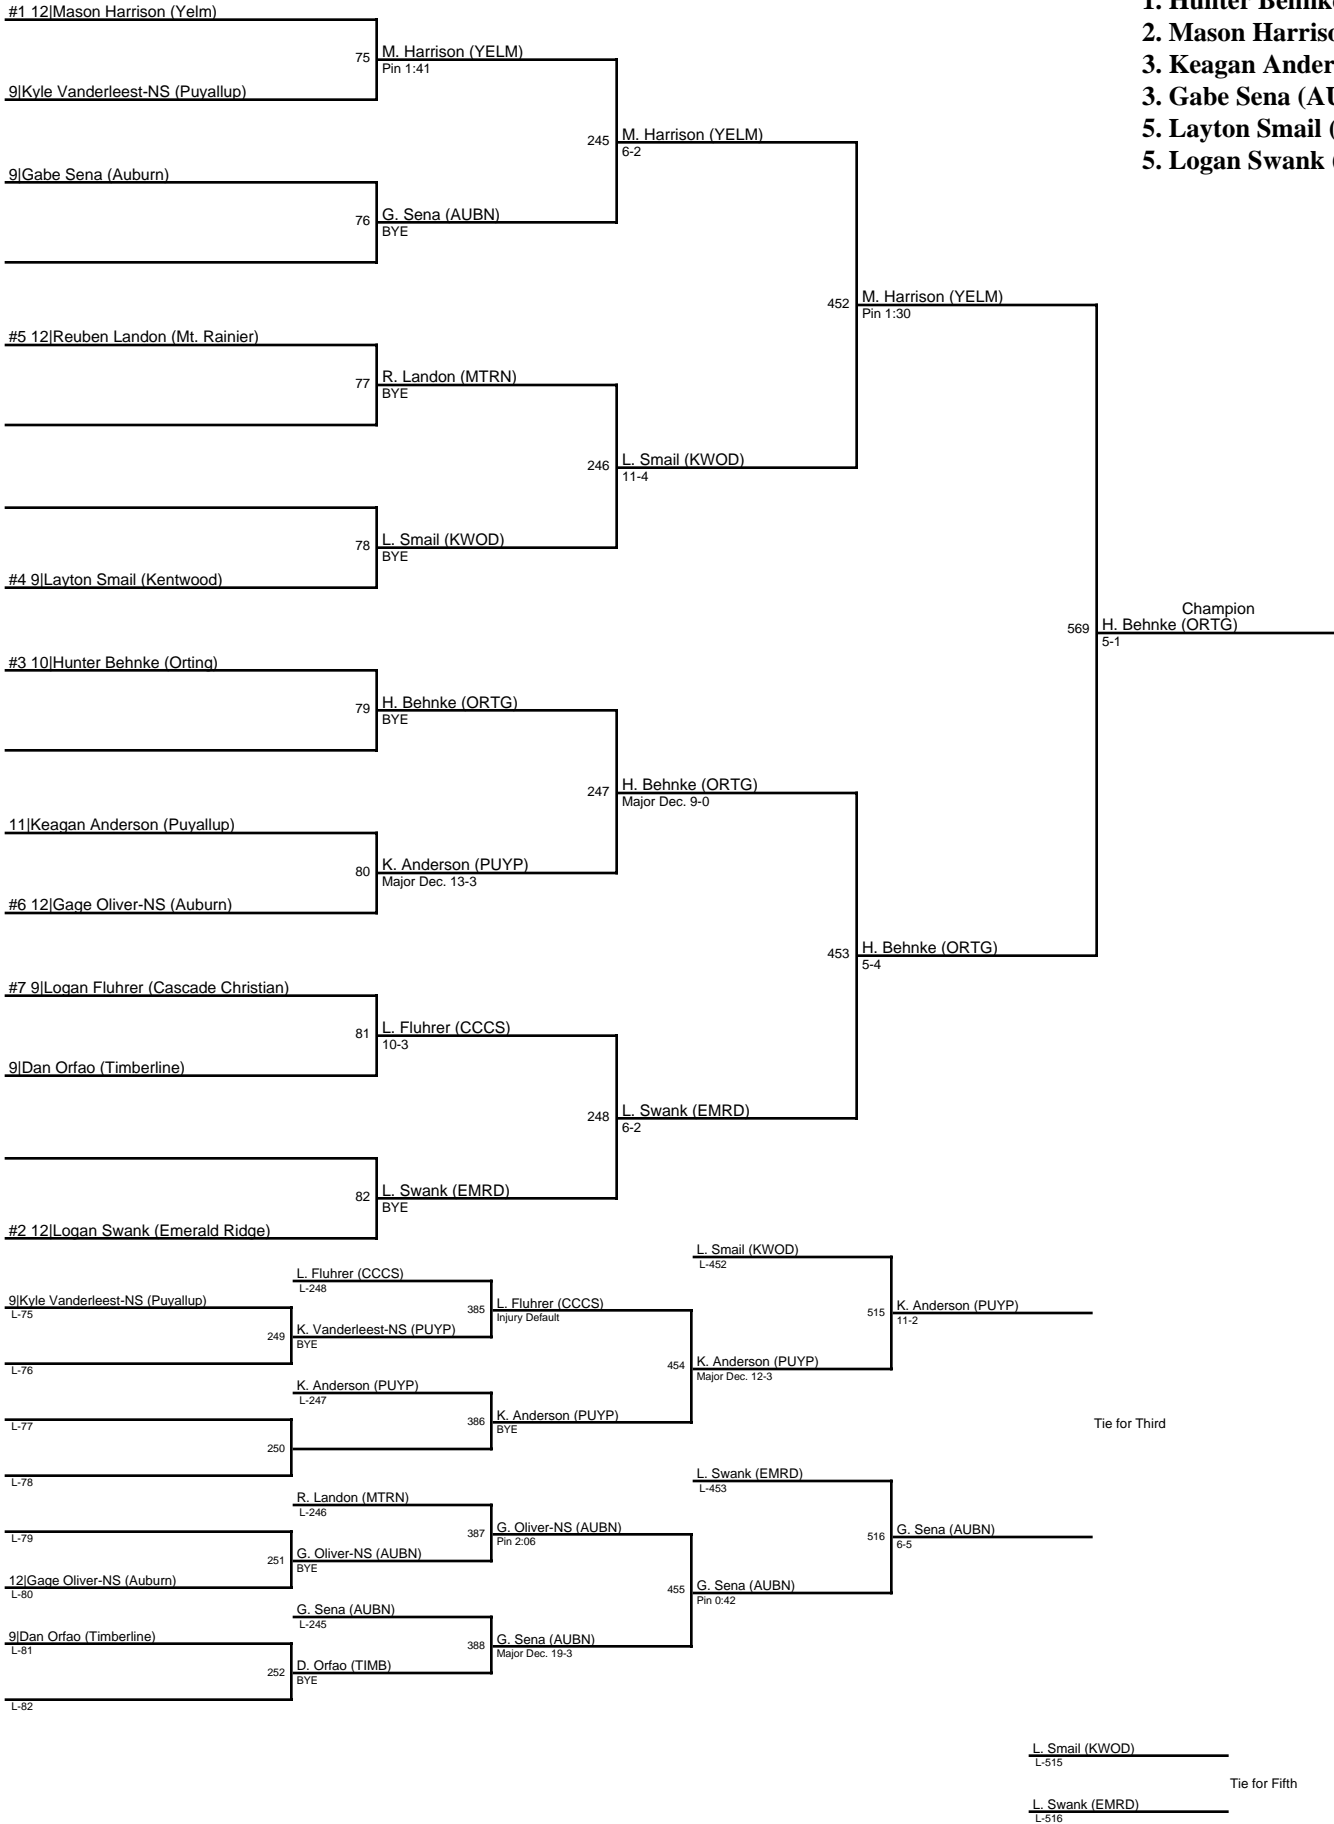 #1 12|Mason Harrison (Yelm)
75
M. Harrison (YELM)
Pin 1:41
9|Kyle Vanderleest-NS (Puyallup)
245
M. Harrison (YELM)
6-2
9|Gabe Sena (Auburn)
76
G. Sena (AUBN)
BYE
452
M. Harrison (YELM)
Pin 1:30
#5 12|Reuben Landon (Mt. Rainier)
77
R. Landon (MTRN)
BYE
246
L. Smail (KWOD)
11-4
78
L. Smail (KWOD)
BYE
#4 9|Layton Smail (Kentwood)
Champion
569
H. Behnke (ORTG)
5-1
#3 10|Hunter Behnke (Orting)
79
H. Behnke (ORTG)
BYE
247
H. Behnke (ORTG)
Major Dec. 9-0
11|Keagan Anderson (Puyallup)
80
K. Anderson (PUYP)
Major Dec. 13-3
#6 12|Gage Oliver-NS (Auburn)
453
H. Behnke (ORTG)
5-4
#7 9|Logan Fluhrer (Cascade Christian)
81
L. Fluhrer (CCCS)
10-3
9|Dan Orfao (Timberline)
248
L. Swank (EMRD)
6-2
82
L. Swank (EMRD)
BYE
#2 12|Logan Swank (Emerald Ridge)
1. Hunter Behnke
2. Mason Harriso
3. Keagan Ander
3. Gabe Sena (AU
5. Layton Smail (
5. Logan Swank (
L. Smail (KWOD)
L-452
L. Fluhrer (CCCS)
L-248
9|Kyle Vanderleest-NS (Puyallup)
L-75
385
L. Fluhrer (CCCS)
Injury Default
515
K. Anderson (PUYP)
11-2
249
K. Vanderleest-NS (PUYP)
BYE
L-76
454
K. Anderson (PUYP)
Major Dec. 12-3
K. Anderson (PUYP)
L-247
L-77
386
K. Anderson (PUYP)
BYE
Tie for Third
250
L-78
L. Swank (EMRD)
L-453
R. Landon (MTRN)
L-246
L-79
387
G. Oliver-NS (AUBN)
Pin 2:06
516
G. Sena (AUBN)
6-5
251
G. Oliver-NS (AUBN)
BYE
12|Gage Oliver-NS (Auburn)
L-80
455
G. Sena (AUBN)
Pin 0:42
G. Sena (AUBN)
L-245
9|Dan Orfao (Timberline)
L-81
388
G. Sena (AUBN)
Major Dec. 19-3
252
D. Orfao (TIMB)
BYE
L-82
L. Smail (KWOD)
L-515
Tie for Fifth
L. Swank (EMRD)
L-516